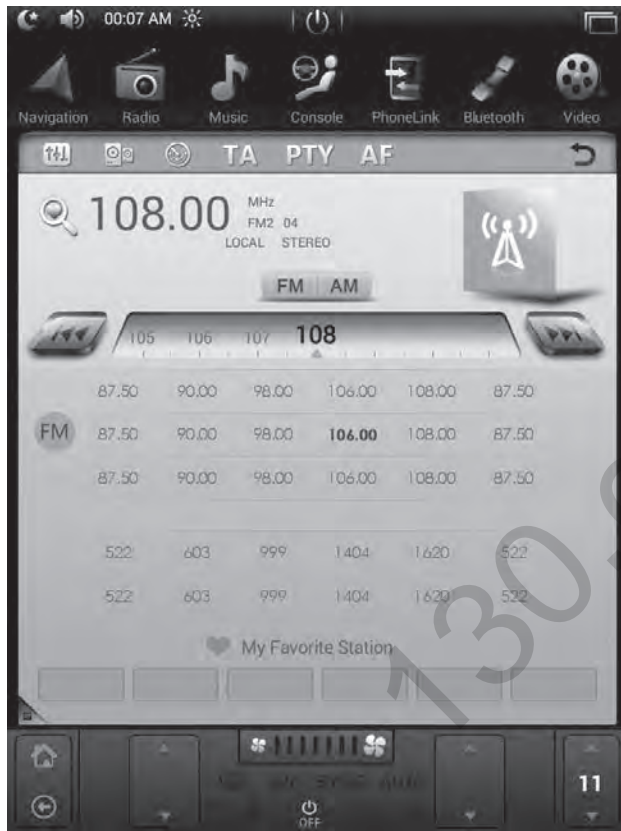 00:07 AM
Navigation Radio Music Console PhoneLink Bluetooth Video
TA PTY AF
108.00 MHz
FM2 04
LOCAL STEREO
FM AM
105 106 107 108
87.50 90.00 98.00 106.00 108.00 87.50
FM 87.50 90.00 98.00 106.00 108.00 87.50
87.50 90.00 98.00 106.00 108.00 87.50
522 603 999 1404 1620 522
522 603 999 1404 1620 522
My Favorite Station
11
OFF
130.